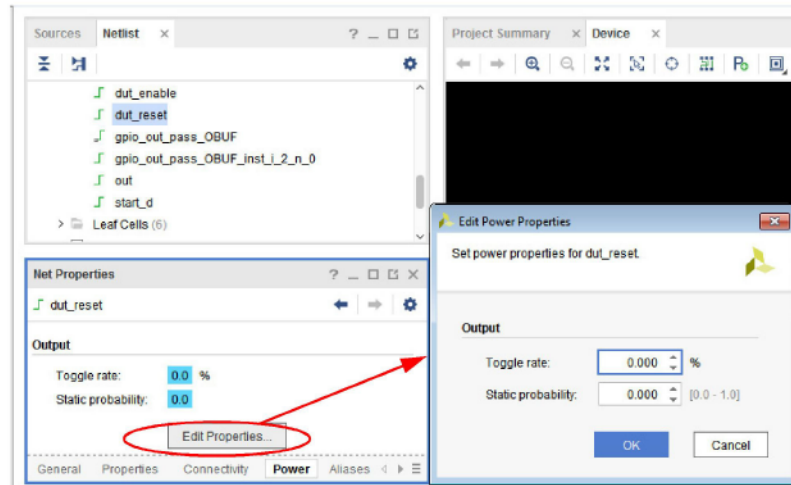 Sources Netlist
dut_enable
dut_reset
gpio_out_pass_OBUF
gpio_out_pass_OBUF_inst_i_2_n_0
out
start_d
Leaf Cells (6)
Net Properties
dut_reset
Output
Toggle rate: 0.0 %
Static probability: 0.0
Edit Properties...
General Properties Connectivity Power Aliases
Project Summary Device
Edit Power Properties
Set power properties for dut_reset.
Output
Toggle rate: 0.000 %
Static probability: 0.000 [0.0 - 1.0]
OK Cancel